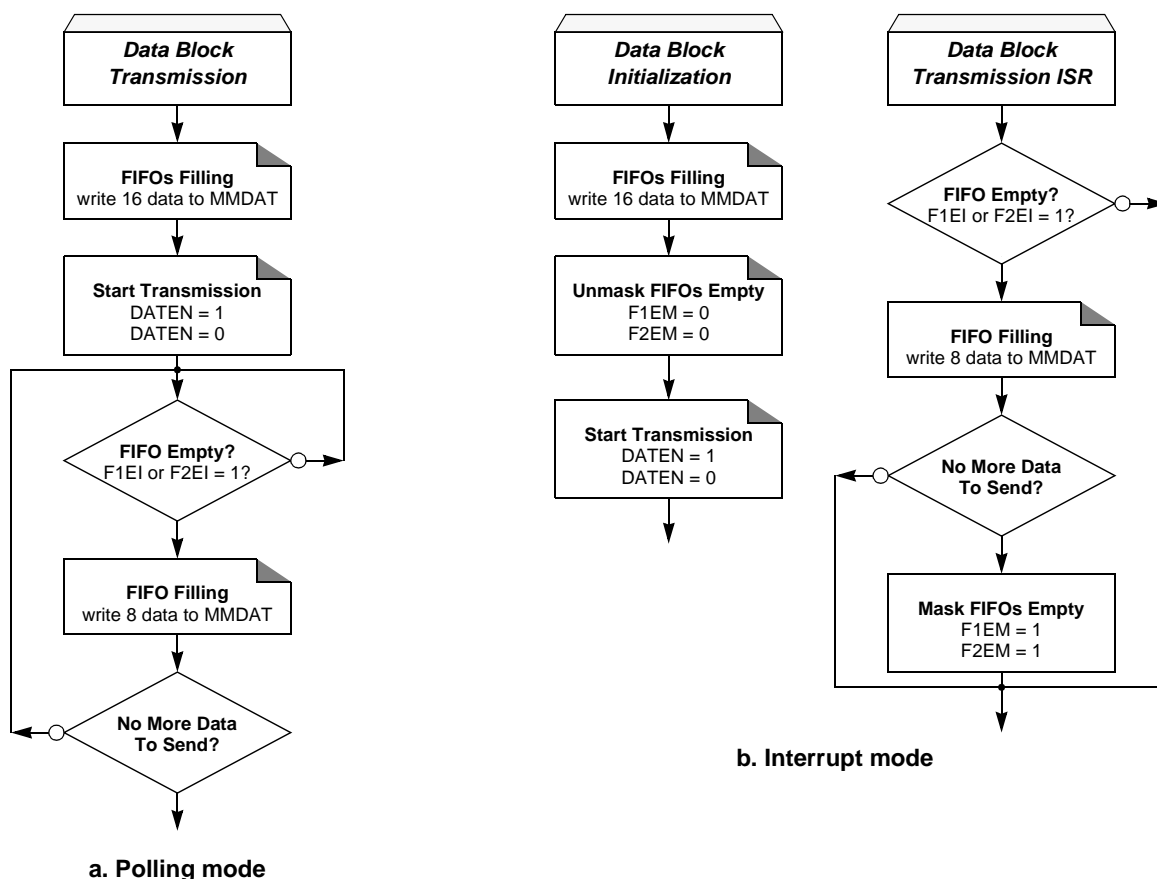 Data Block
Transmission
FIFOs Filling
write 16 data to MMDAT
Start Transmission
DATEN = 1
DATEN = 0
FIFO Empty?
F1EI or F2EI = 1?
FIFO Filling
write 8 data to MMDAT
No More Data
To Send?
a. Polling mode
Data Block
Initialization
FIFOs Filling
write 16 data to MMDAT
Unmask FIFOs Empty
F1EM = 0
F2EM = 0
Start Transmission
DATEN = 1
DATEN = 0
Data Block
Transmission ISR
FIFO Empty?
F1EI or F2EI = 1?
FIFO Filling
write 8 data to MMDAT
No More Data
To Send?
Mask FIFOs Empty
F1EM = 1
F2EM = 1
b. Interrupt mode